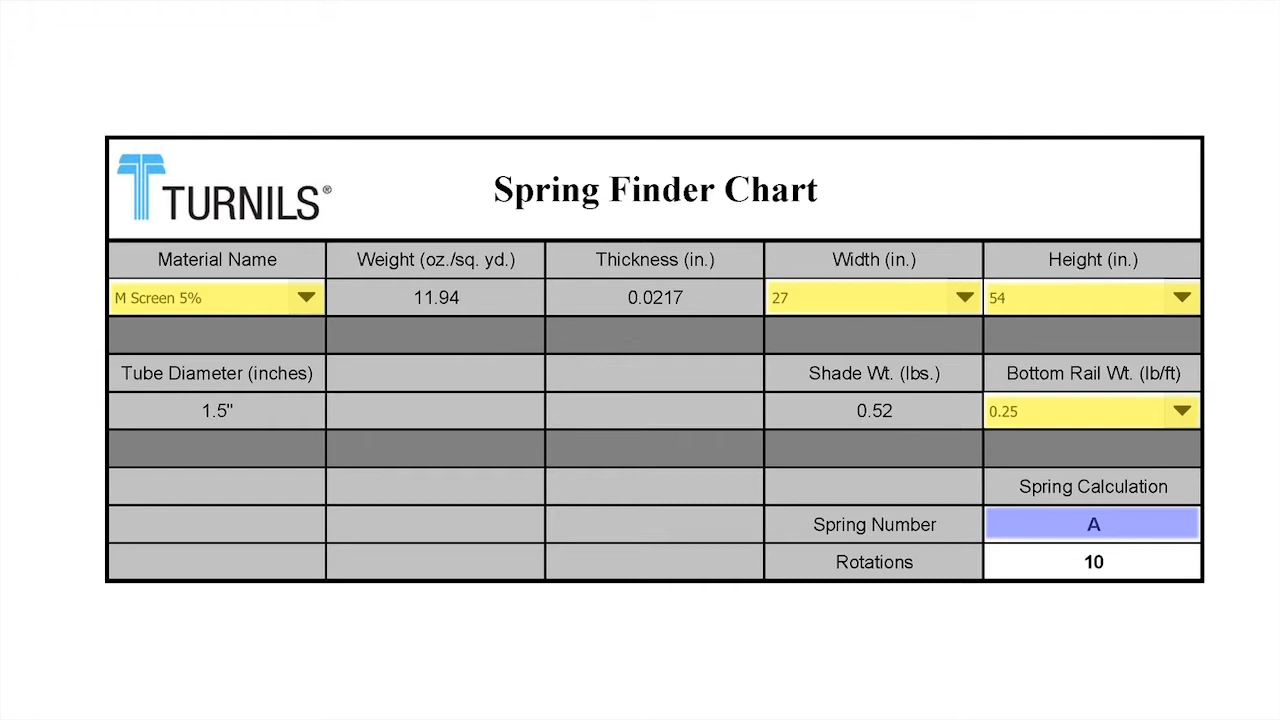 TURNILS®
Spring Finder Chart
Material Name Weight (oz./sq. yd.) Thickness (in.) Width (in.) Height (in.)
M Screen 5% 11.94 0.0217 27 54
Tube Diameter (inches) Shade Wt. (lbs.) Bottom Rail Wt. (lb/ft)
1.5" 0.52 0.25
Spring Calculation
Spring Number A
Rotations 10